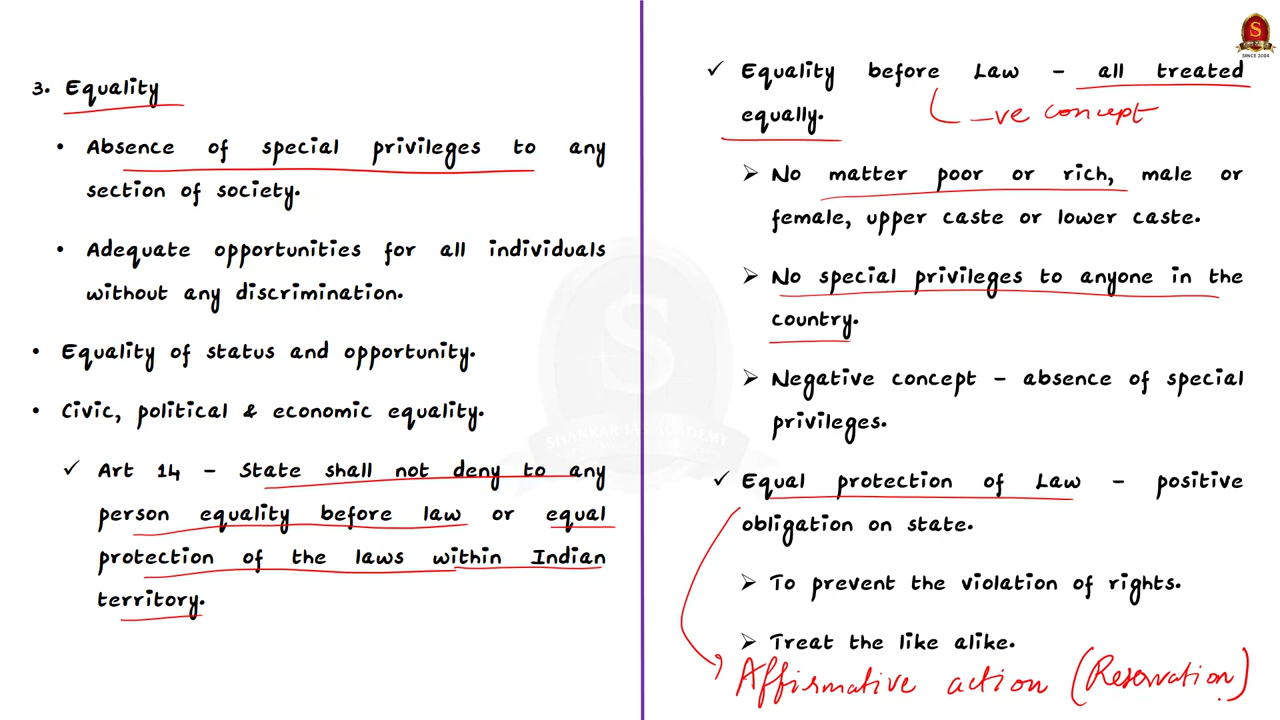 3. Equality
• Absence of special privileges to any
section of society.
• Adequate opportunities for all individuals
without any discrimination.
• Equality of status and opportunity.
• Civic, political & economic equality.
✓ Art 14 – State shall not deny to any
person equality before law or equal
protection of the laws within Indian
territory.
S
SINCE 2004
✓ Equality before Law – all treated
equally.
-ve concept
➢ No matter poor or rich, male or
female, upper caste or lower caste.
➢ No special privileges to anyone in the
country.
➢ Negative concept – absence of special
privileges.
✓ Equal protection of Law – positive
obligation on state.
➢ To prevent the violation of rights.
➢ Treat the like alike.
Affirmative action (Reservation)
S
SHANKAR IAS ACADEMY